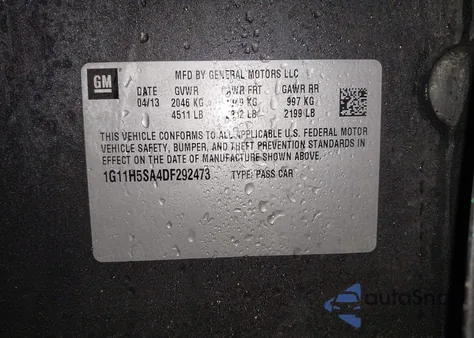 GM
MFD BY GENERAL MOTORS LLC
DATE GVWR GAWR FRT GAWR RR
04/13 2046 KG KG 997 KG
4511 LB LB 2199 LB
THIS VEHICLE CONFORMS TO ALL APPLICABLE U.S. FEDERAL MOTOR
VEHICLE SAFETY, BUMPER, AND THEFT PREVENTION STANDARDS IN
EFFECT ON THE DATE OF MANUFACTURE SHOWN ABOVE.
1G11H5SA4DF292473 TYPE: PASS CAR